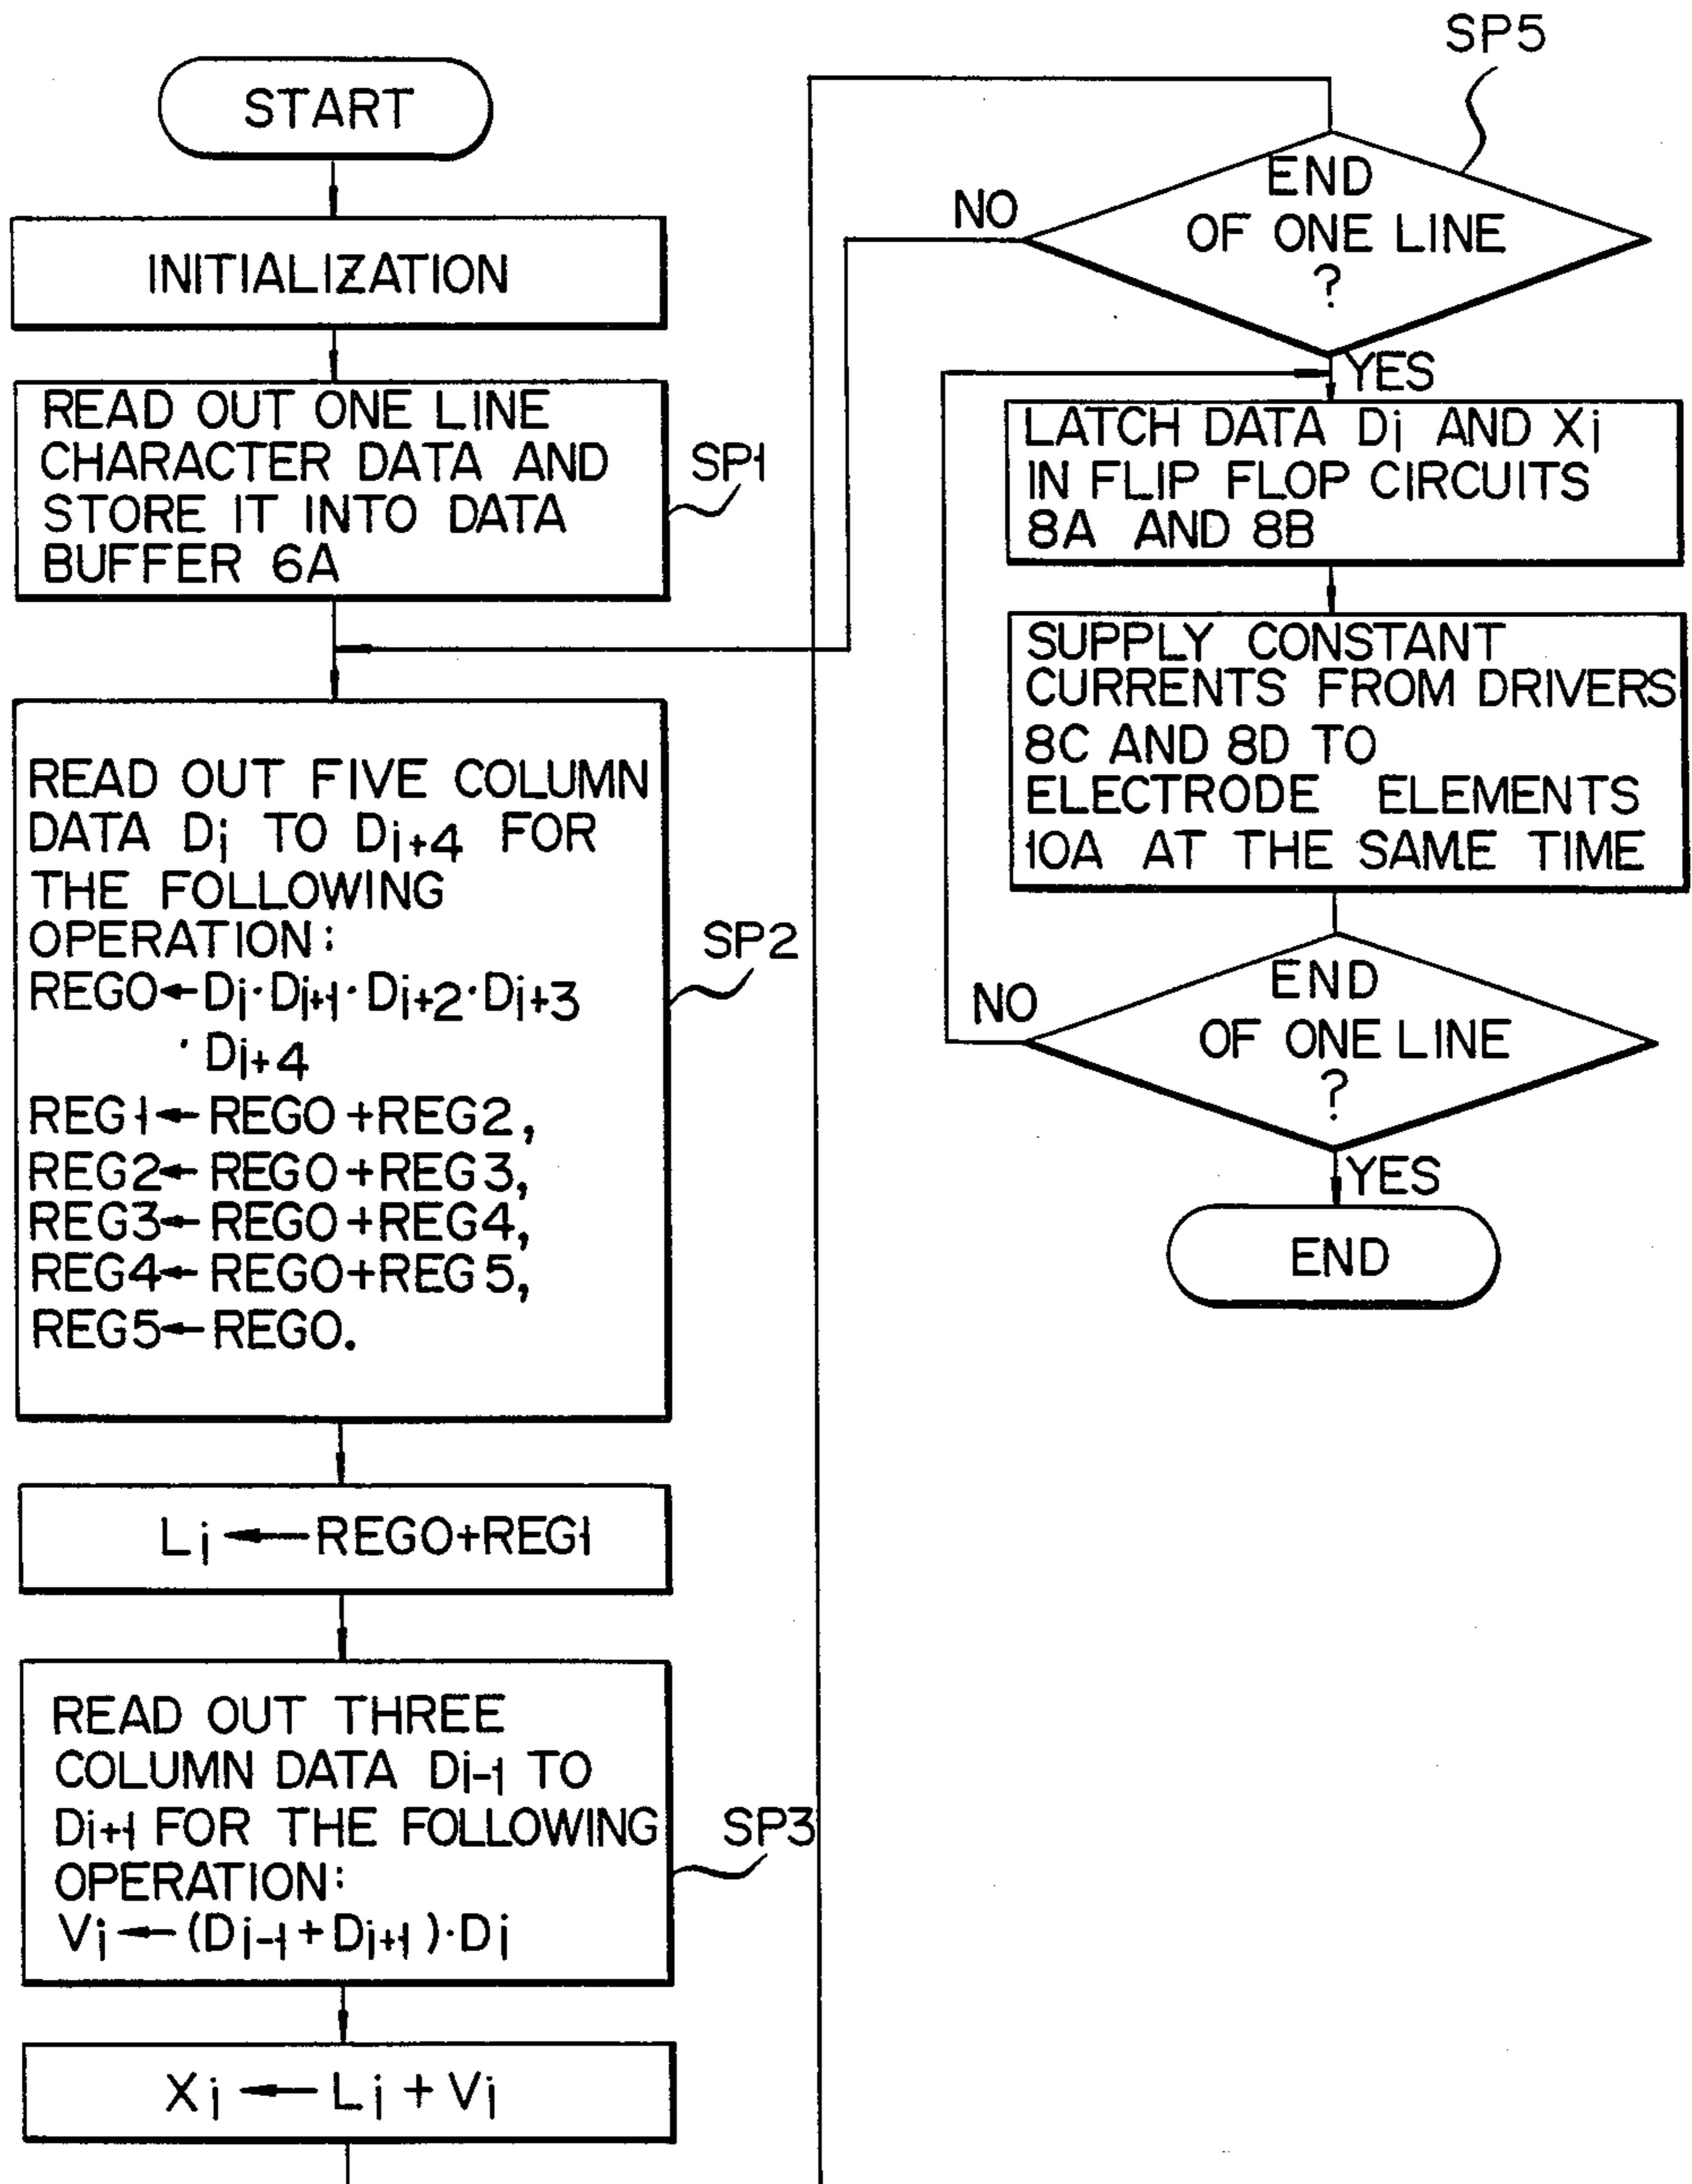 START
INITIALIZATION
READ OUT ONE LINE
CHARACTER DATA AND
STORE IT INTO DATA
BUFFER 6A
SP1
READ OUT FIVE COLUMN
DATA Di TO Di+4 FOR
THE FOLLOWING
OPERATION:
REG0←Di·Di+1·Di+2·Di+3
·Di+4
REG1←REG0+REG2,
REG2←REG0+REG3,
REG3←REG0+REG4,
REG4←REG0+REG5,
REG5←REG0.
SP2
Li←REG0+REG1
READ OUT THREE
COLUMN DATA Di-1 TO
Di+1 FOR THE FOLLOWING
OPERATION:
Vi←(Di-1+Di+1)·Di
SP3
Xi←Li+Vi
SP5
END
OF ONE LINE
?
NO
YES
LATCH DATA Di AND Xi
IN FLIP FLOP CIRCUITS
8A AND 8B
SUPPLY CONSTANT
CURRENTS FROM DRIVERS
8C AND 8D TO
ELECTRODE ELEMENTS
10A AT THE SAME TIME
END
OF ONE LINE
?
NO
YES
END